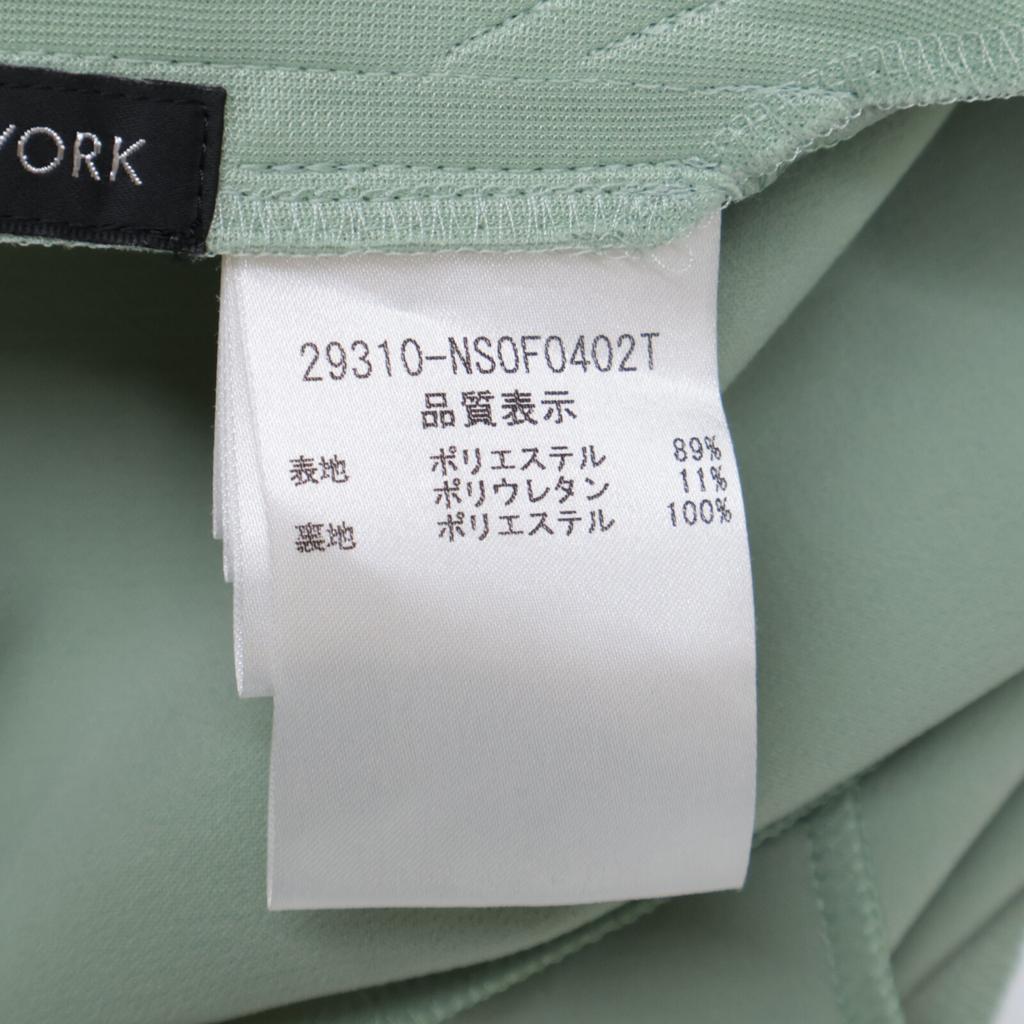 YORK
29310-NS0F0402T
品質表示
表地 ポリエステル 89%
ポリウレタン 11%
裏地 ポリエステル 100%